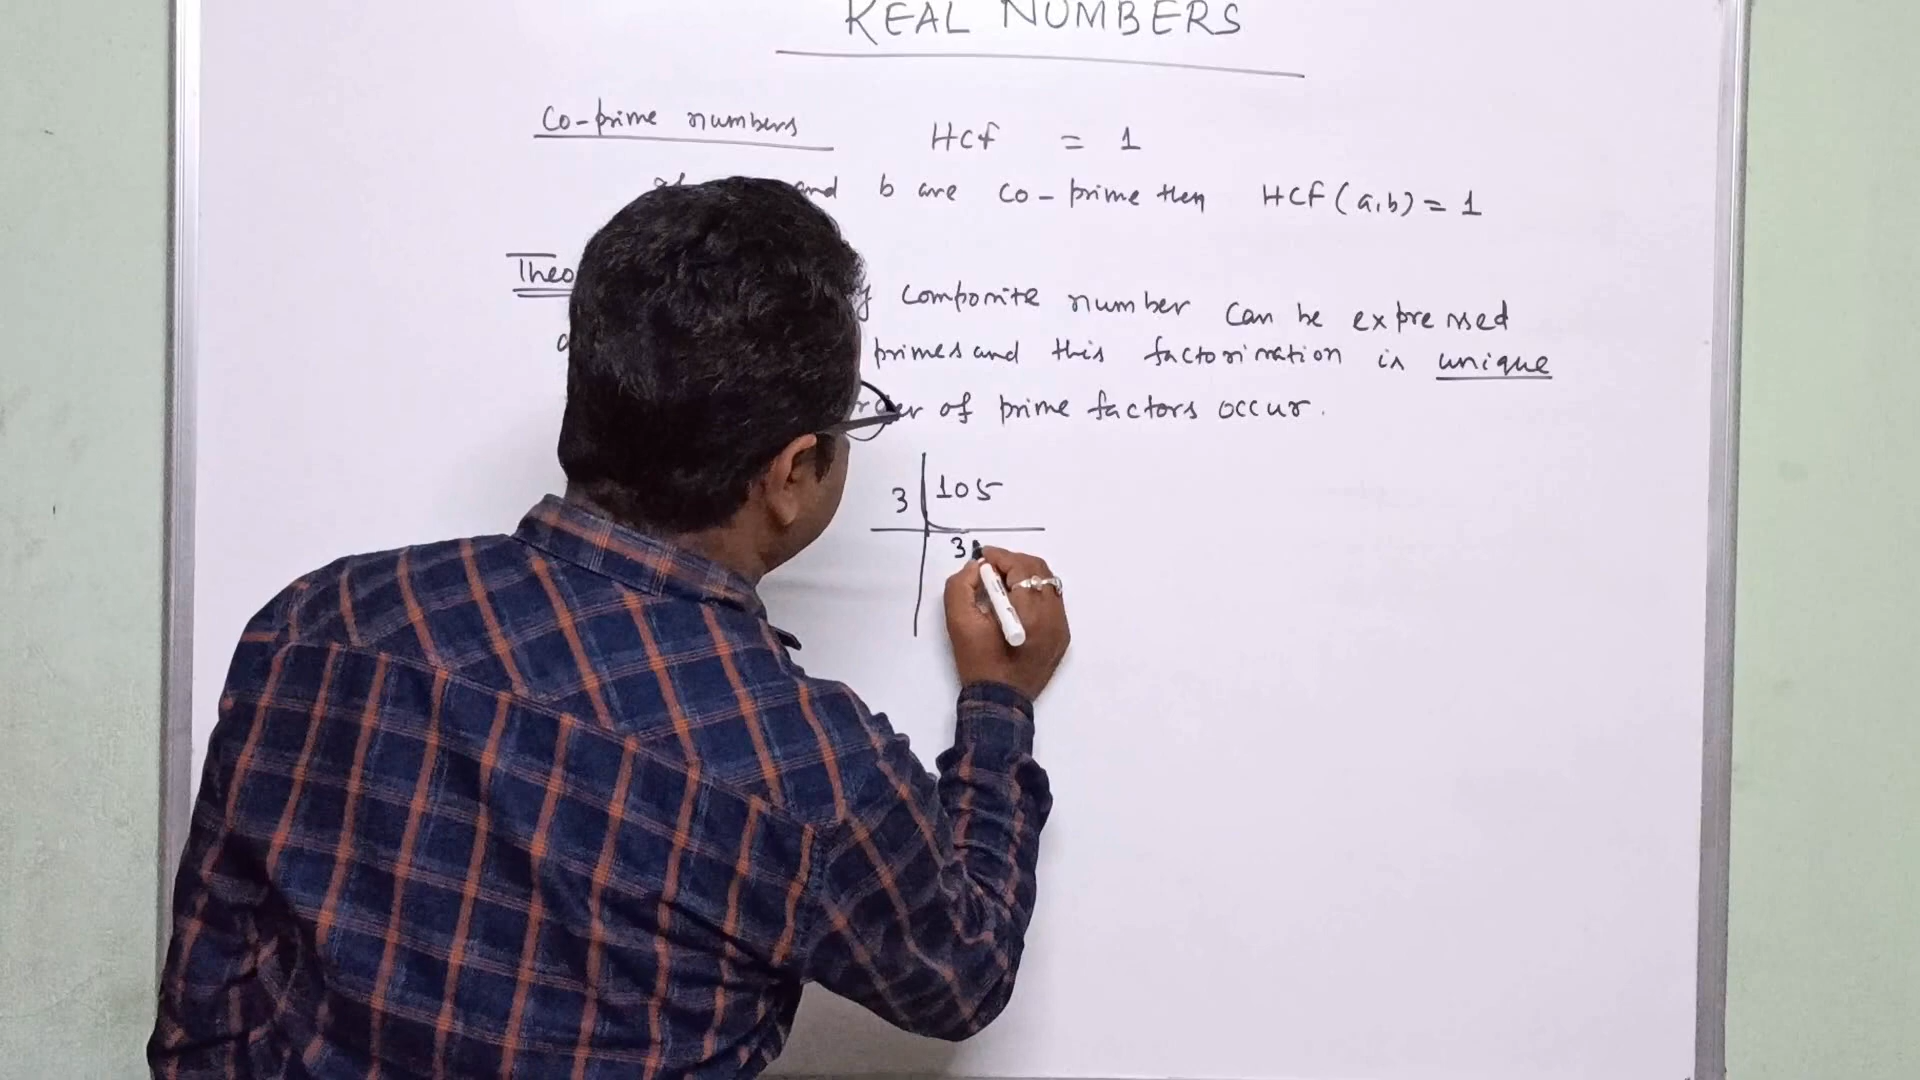 REAL NUMBERS
Co-prime numbers HCF = 1
and b are co-prime then HCF(a,b) = 1
Theo
composite number can be expressed
primes and this factorisation is unique
order of prime factors occur.
3 105
3